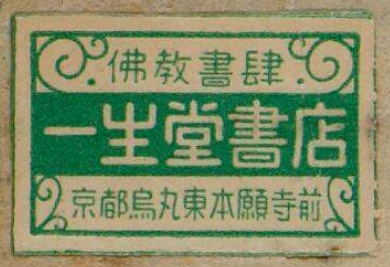 佛教書肆
一生堂書店
京都烏丸東本願寺前